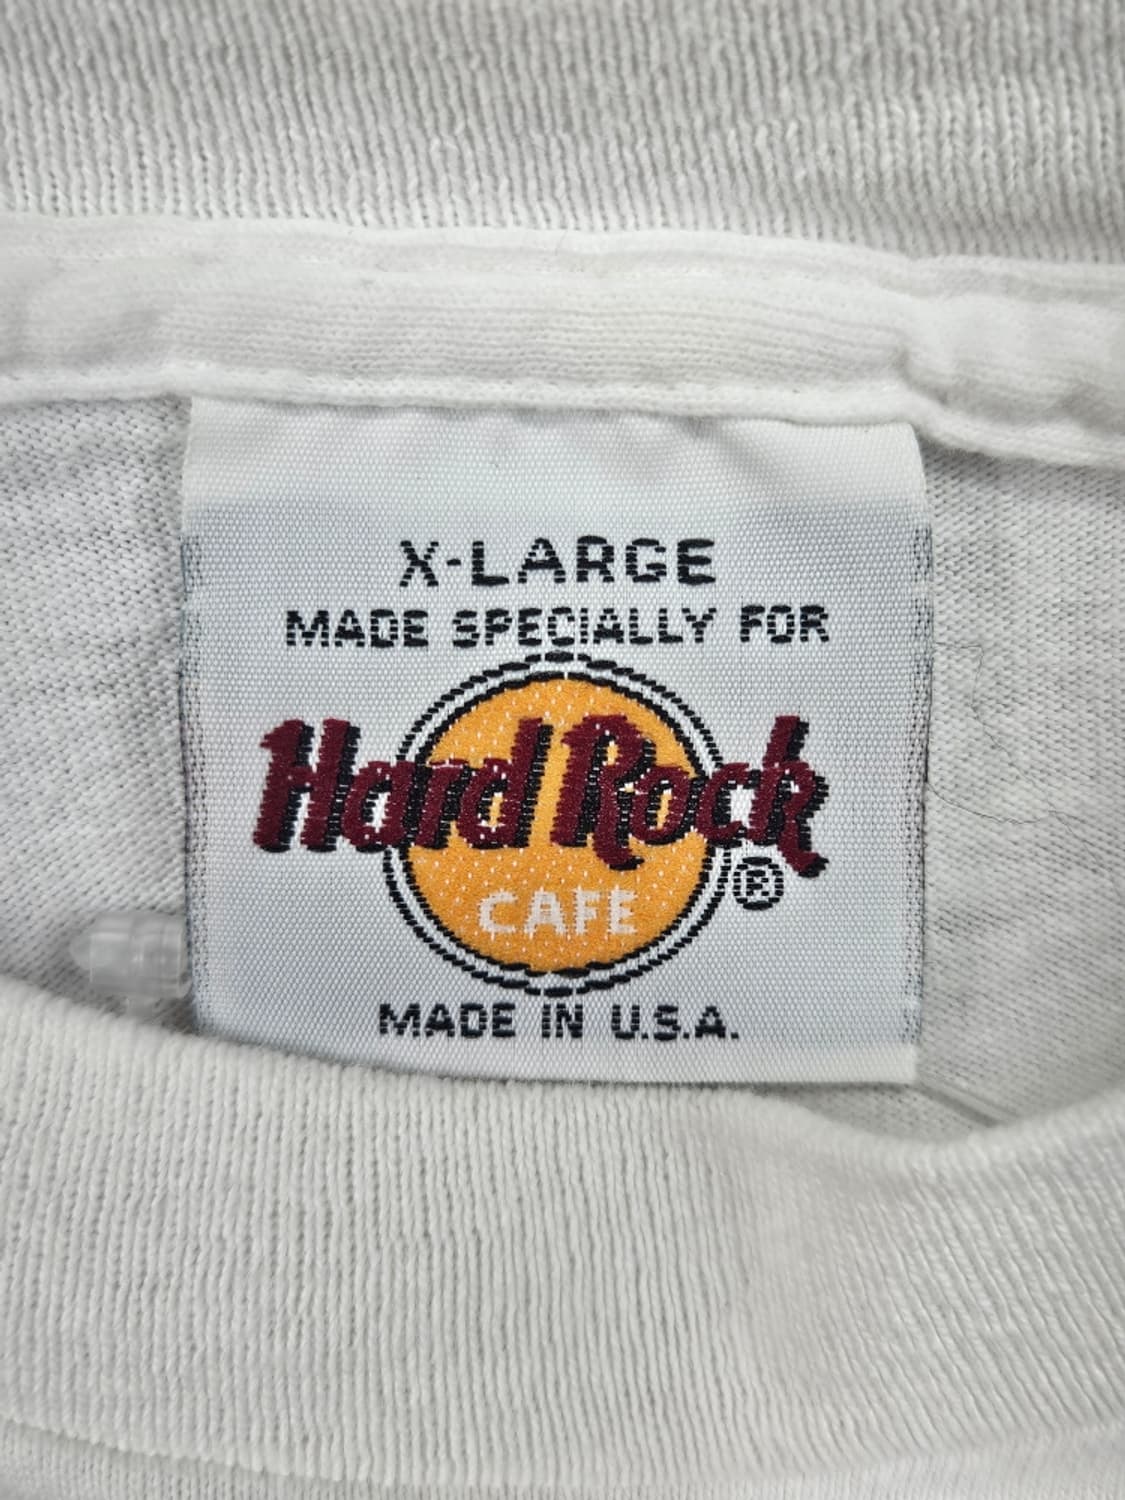 X-LARGE
MADE SPECIALLY FOR
Hard Rock
®
CAFE
MADE IN U.S.A.